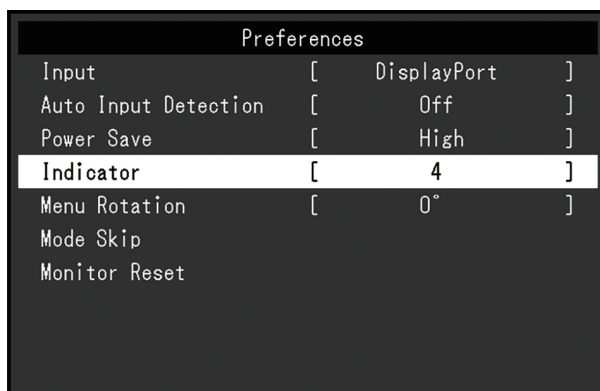 Preferences
Input [ DisplayPort ]
Auto Input Detection [ Off ]
Power Save [ High ]
Indicator [ 4 ]
Menu Rotation [ 0° ]
Mode Skip
Monitor Reset